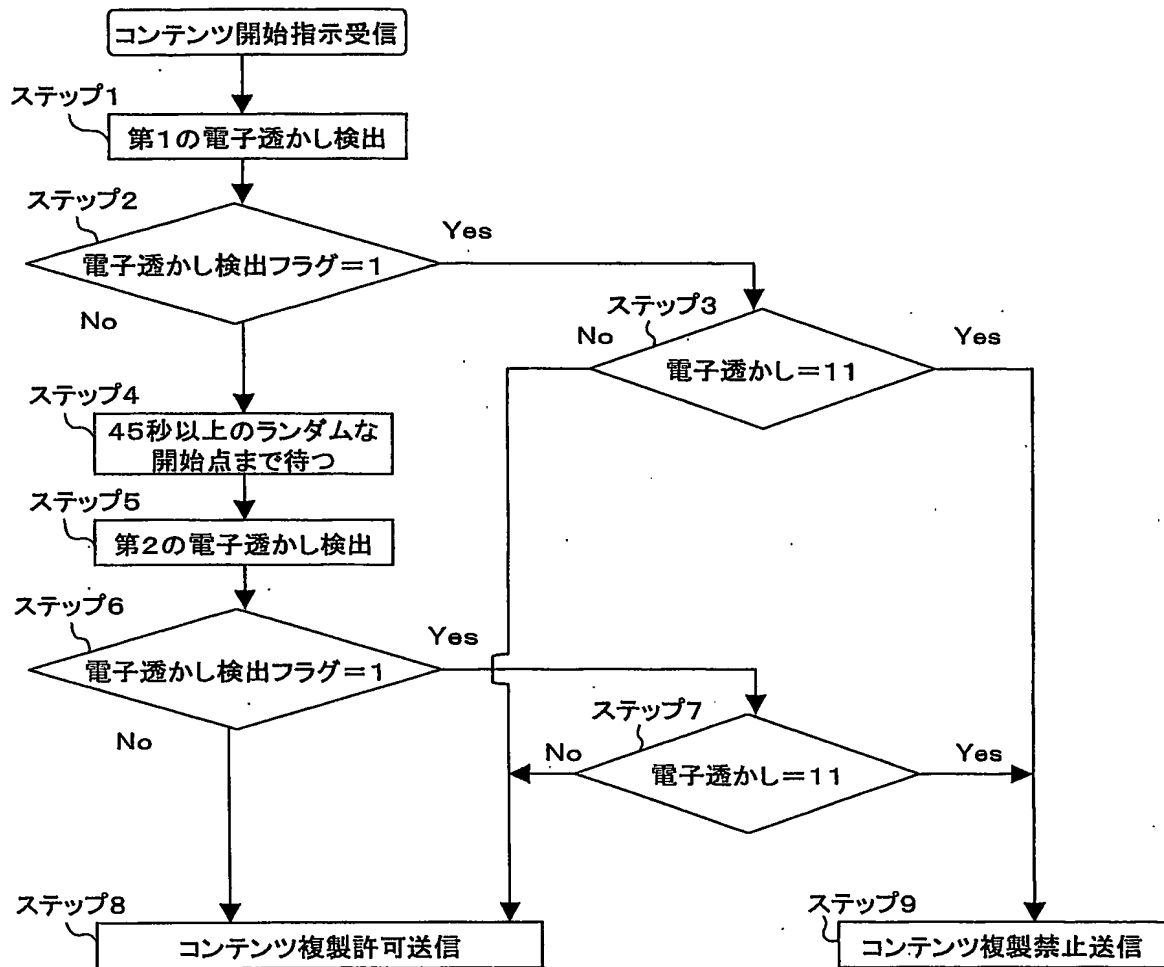 コンテンツ開始指示受信
ステップ1
第1の電子透かし検出
ステップ2
Yes
電子透かし検出フラグ=1
No
ステップ3
No
Yes
電子透かし=11
ステップ4
45秒以上のランダムな
開始点まで待つ
ステップ5
第2の電子透かし検出
ステップ6
Yes
電子透かし検出フラグ=1
No
ステップ7
No
Yes
電子透かし=11
ステップ8
コンテンツ複製許可送信
ステップ9
コンテンツ複製禁止送信